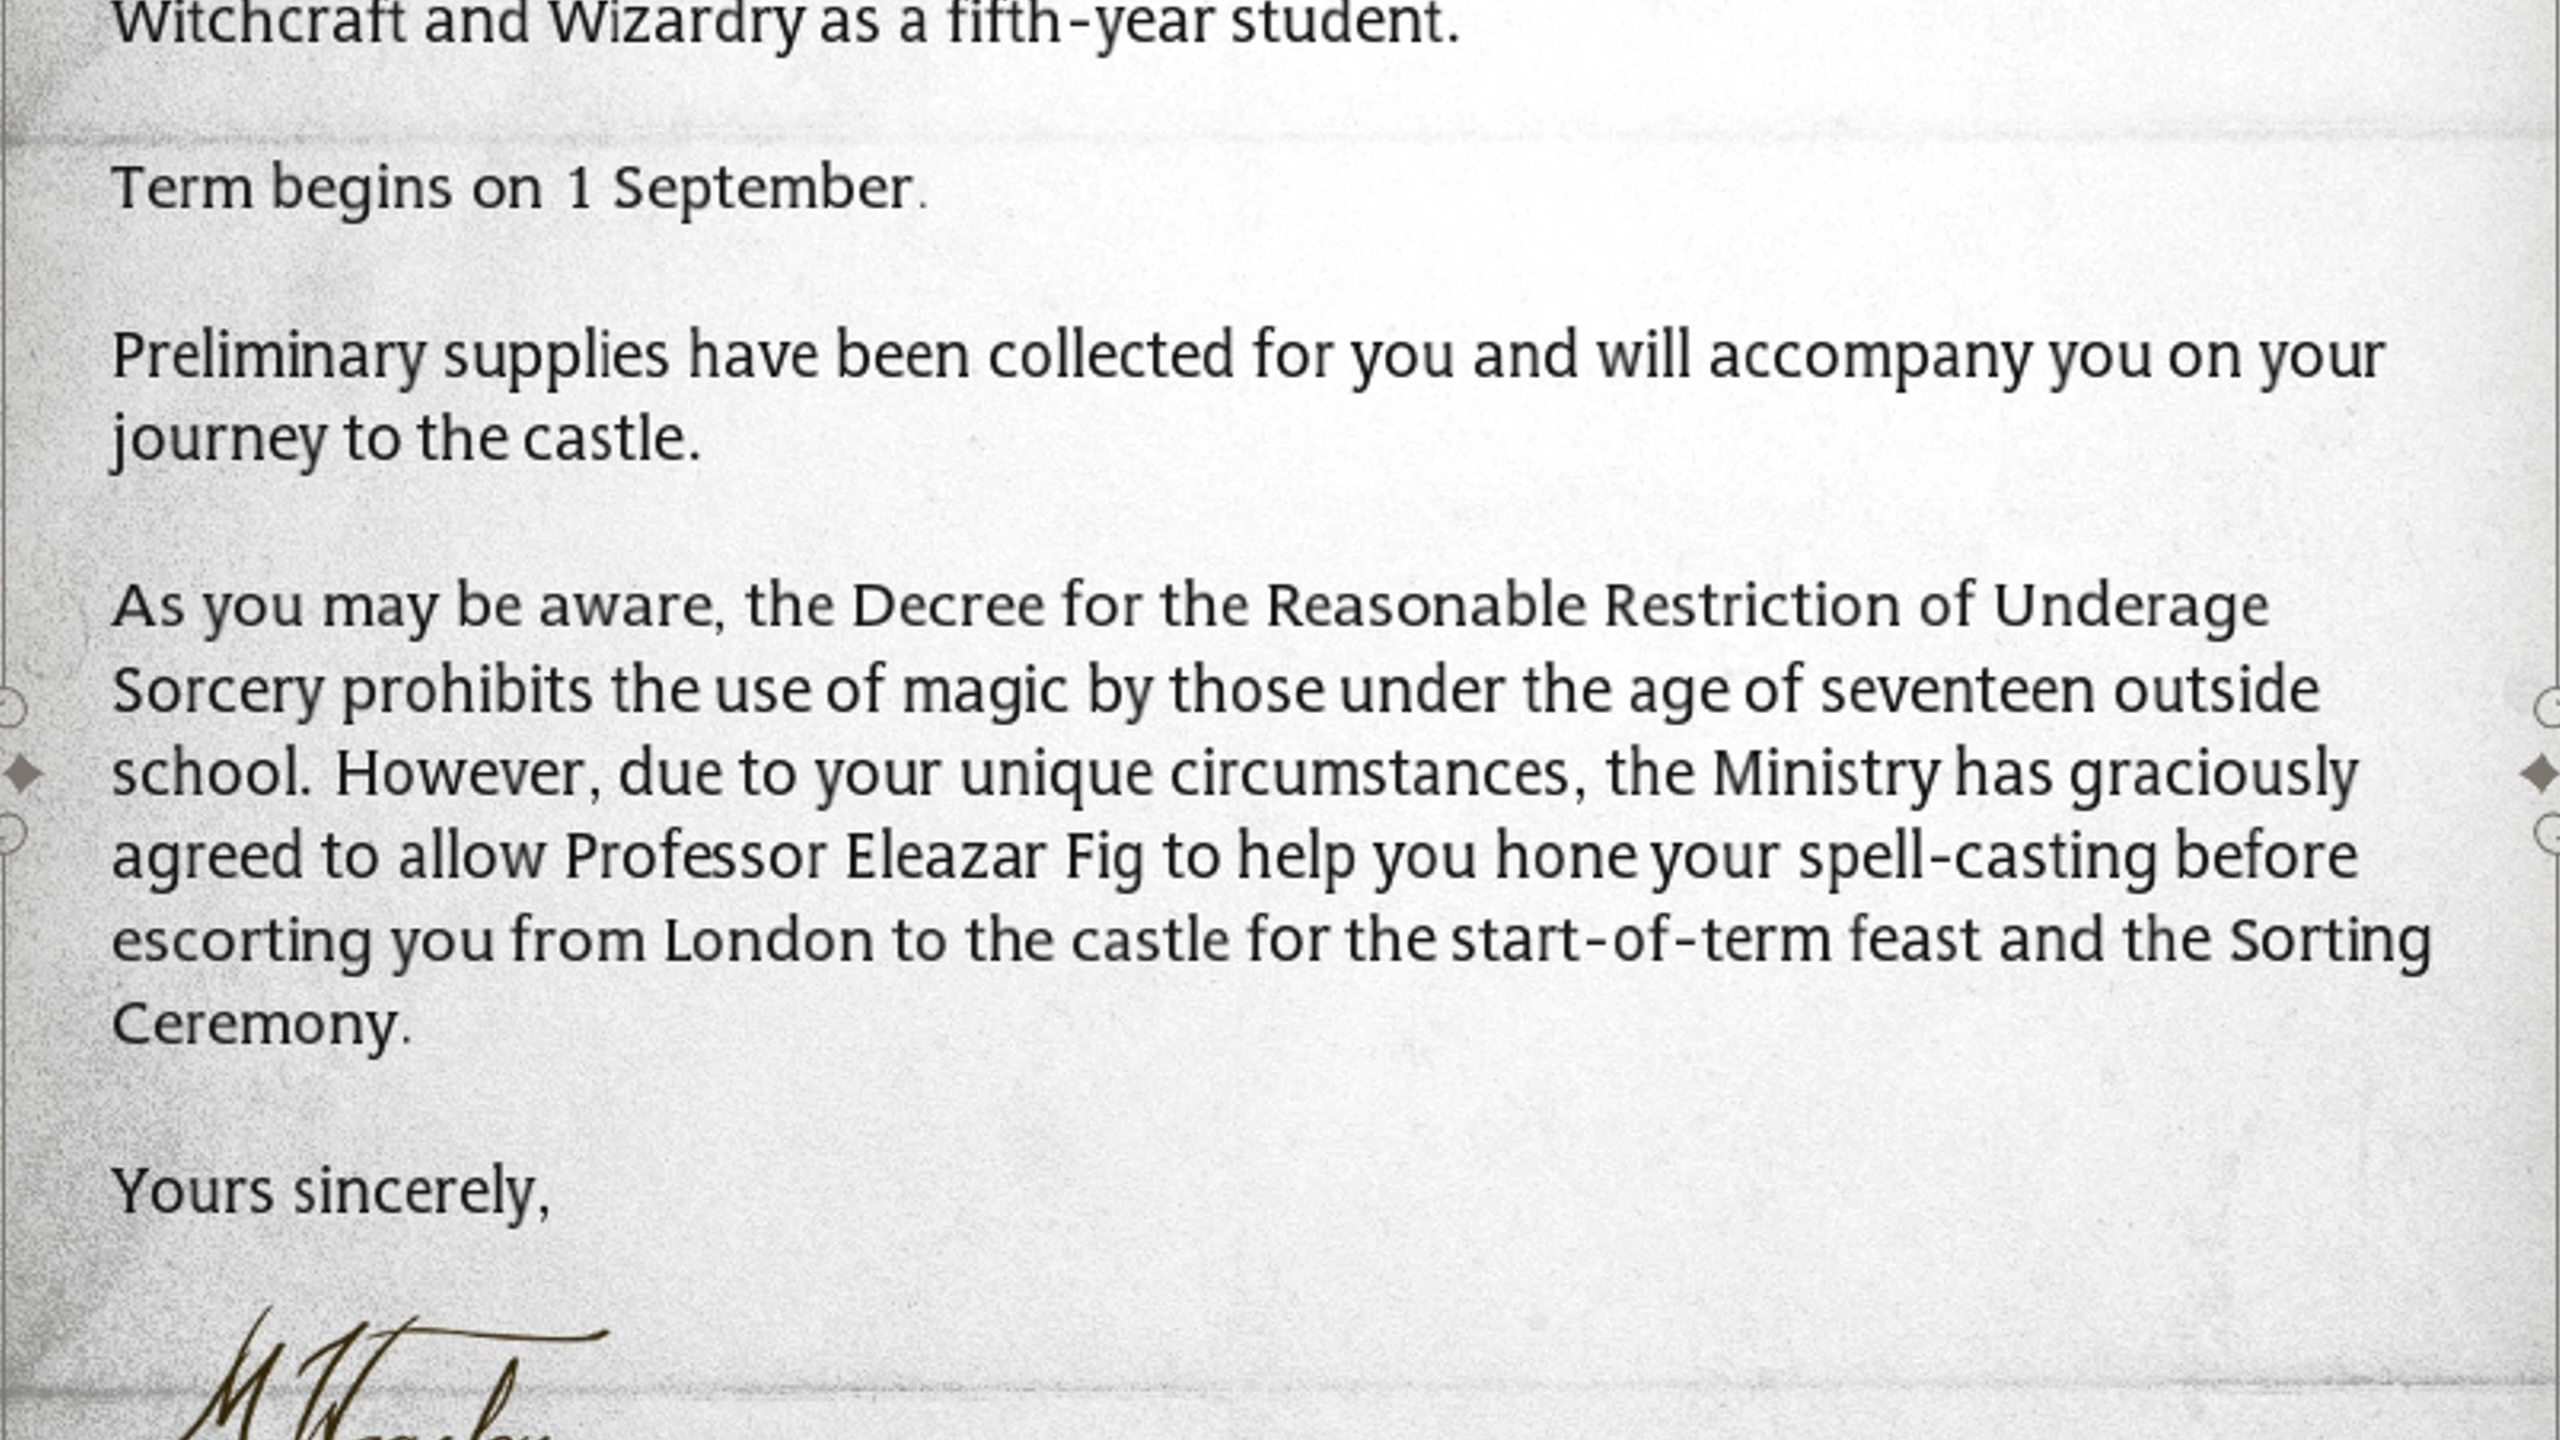 Witchcraft and Wizardry as a fifth-year student.
Term begins on 1 September.
Preliminary supplies have been collected for you and will accompany you on your
journey to the castle.
As you may be aware, the Decree for the Reasonable Restriction of Underage
Sorcery prohibits the use of magic by those under the age of seventeen outside
school. However, due to your unique circumstances, the Ministry has graciously
agreed to allow Professor Eleazar Fig to help you hone your spell-casting before
escorting you from London to the castle for the start-of-term feast and the Sorting
Ceremony.
Yours sincerely,
M Weasley